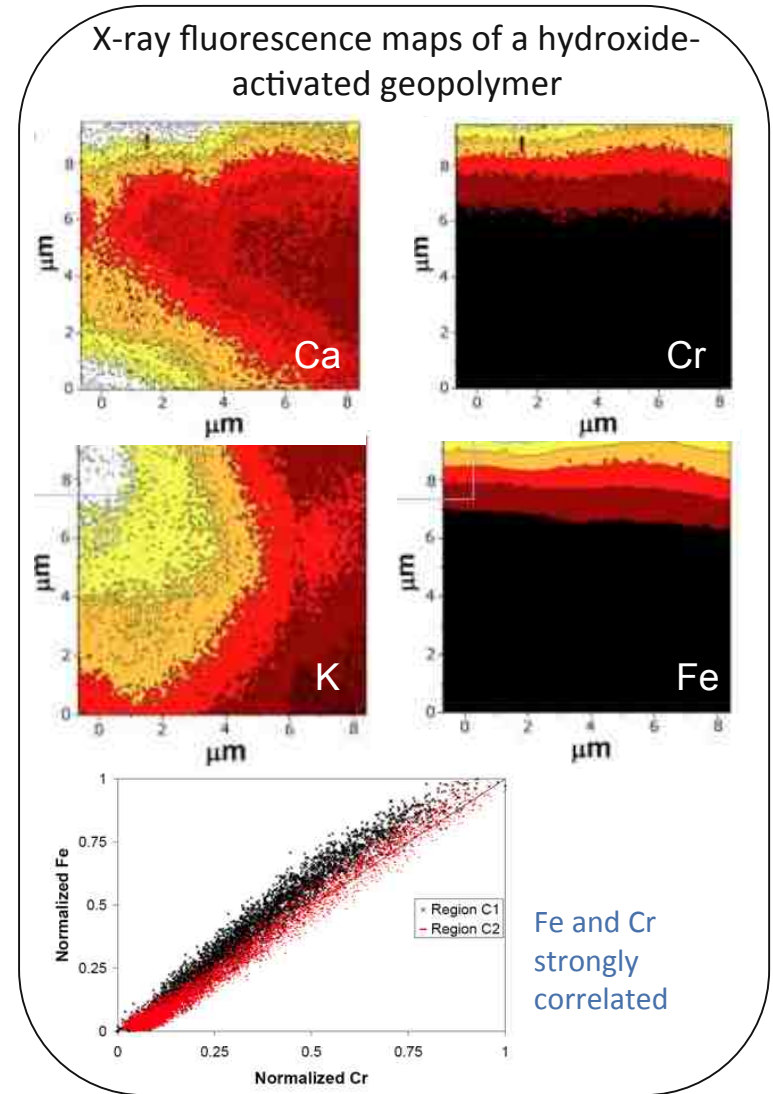 X-ray fluorescence maps of a hydroxide-
activated geopolymer
8
6
4
2
0
μm
Ca
0 2 4 6 8
μm
8
6
4
2
0
μm
Cr
0 2 4 6 8
μm
8
6
4
2
0
μm
K
0 2 4 6 8
μm
8
6
4
2
0
μm
Fe
0 2 4 6 8
μm
1
0.75
0.5
0.25
0
Normalized Fe
Region C1
Region C2
0 0.25 0.5 0.75 1
Normalized Cr
Fe and Cr
strongly
correlated